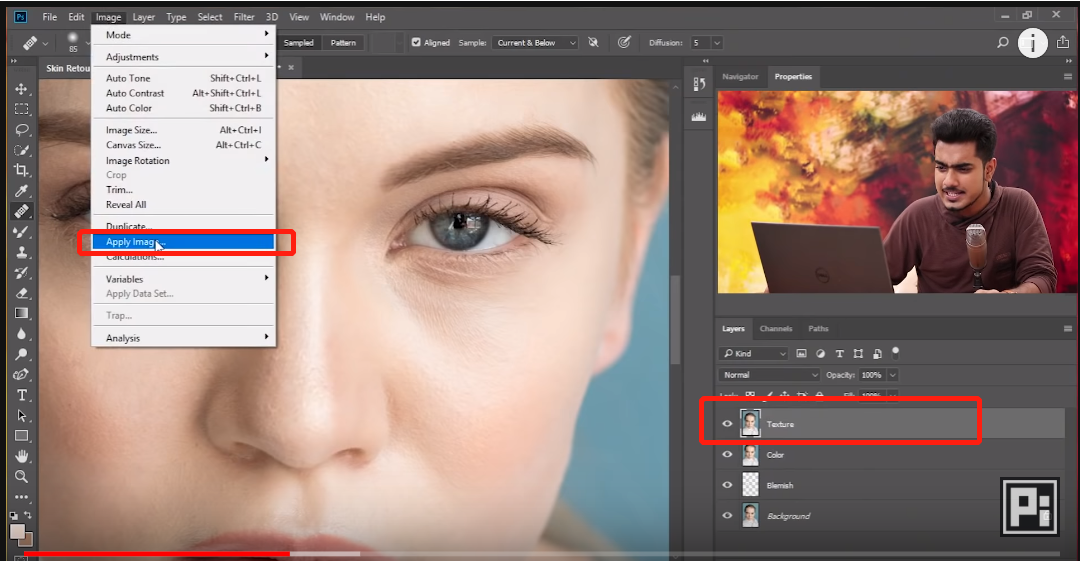 Ps File Edit Image Layer Type Select Filter 3D View Window Help
85 Sampled Pattern Aligned Sample: Current & Below Diffusion: 5
Skin Retou
Mode
Adjustments
Auto Tone Shift+Ctrl+L
Auto Contrast Alt+Shift+Ctrl+L
Auto Color Shift+Ctrl+B
Image Size... Alt+Ctrl+I
Canvas Size... Alt+Ctrl+C
Image Rotation
Crop
Trim...
Reveal All
Duplicate...
Apply Image...
Calculations...
Variables
Apply Data Set...
Trap...
Analysis
Navigator Properties
DELL
Layers Channels Paths
Kind
Normal Opacity: 100%
Lock: Fill: 100%
Texture
Color
Blemish
Background
Pi